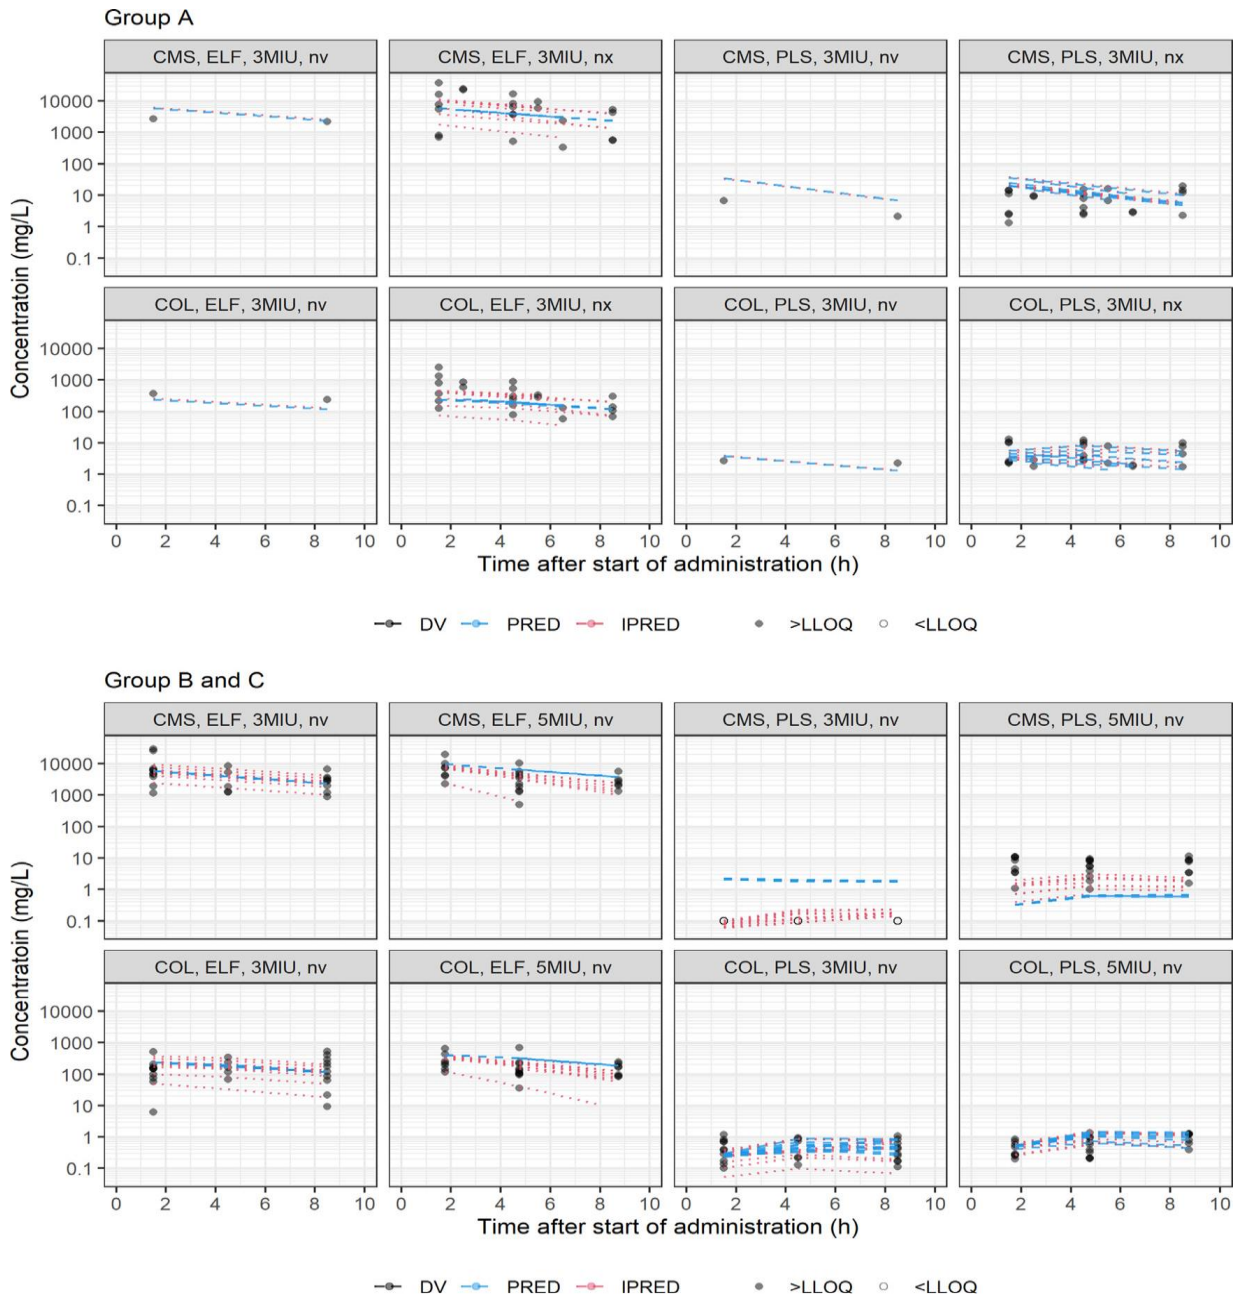 Group A
CMS, ELF, 3MIU, nv CMS, ELF, 3MIU, nx CMS, PLS, 3MIU, nv CMS, PLS, 3MIU, nx
10000
1000
100
10
1
0.1
COL, ELF, 3MIU, nv COL, ELF, 3MIU, nx COL, PLS, 3MIU, nv COL, PLS, 3MIU, nx
10000
1000
100
10
1
0.1
Concentratoin (mg/L)
0 2 4 6 8 10 0 2 4 6 8 10 0 2 4 6 8 10 0 2 4 6 8 10
Time after start of administration (h)
DV PRED IPRED >LLOQ <LLOQ
Group B and C
CMS, ELF, 3MIU, nv CMS, ELF, 5MIU, nv CMS, PLS, 3MIU, nv CMS, PLS, 5MIU, nv
10000
1000
100
10
1
0.1
COL, ELF, 3MIU, nv COL, ELF, 5MIU, nv COL, PLS, 3MIU, nv COL, PLS, 5MIU, nv
10000
1000
100
10
1
0.1
Concentratoin (mg/L)
0 2 4 6 8 10 0 2 4 6 8 10 0 2 4 6 8 10 0 2 4 6 8 10
Time after start of administration (h)
DV PRED IPRED >LLOQ <LLOQ